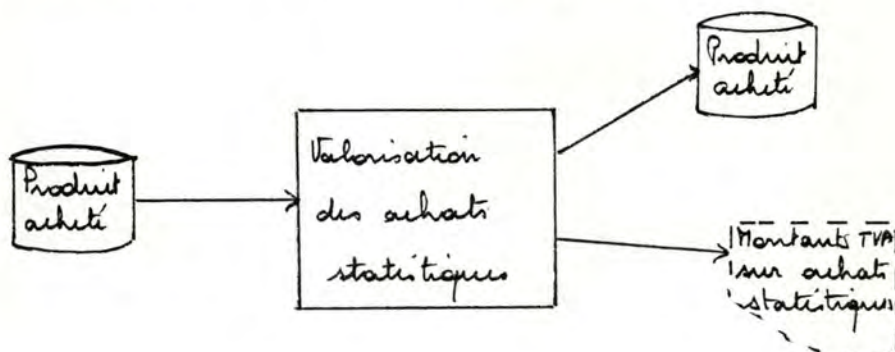 Produit
acheté
Valorisation
des achats
statistiques
Produit
acheté
Montants TVA
sur achats
statistiques